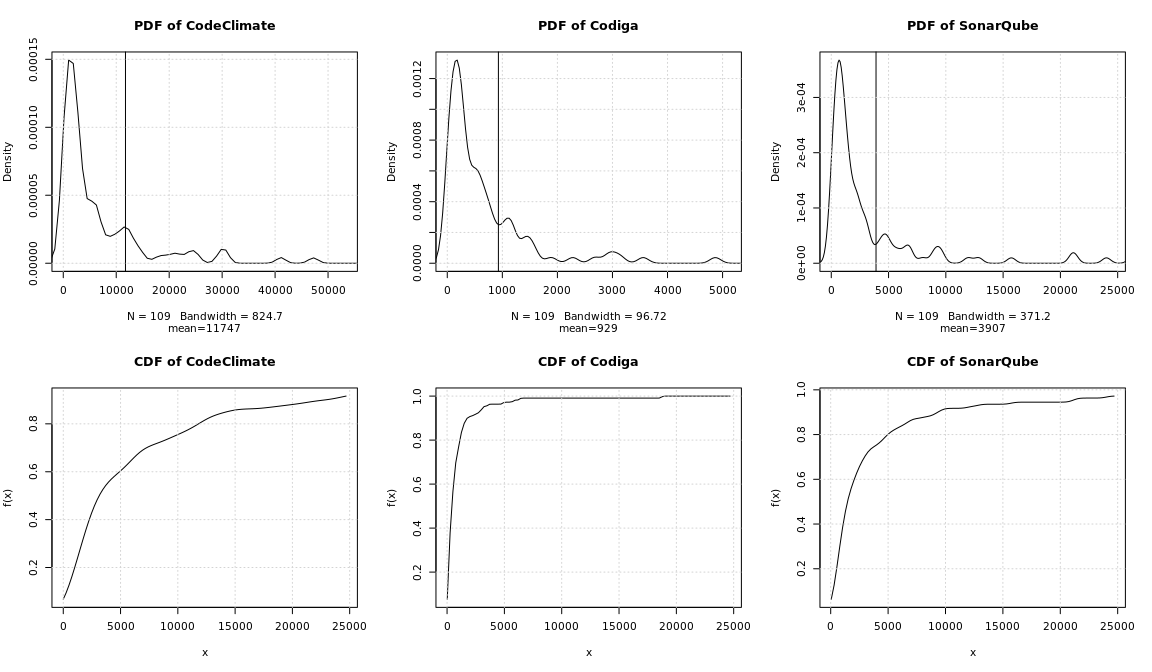 PDF of CodeClimate
Density
0.00000 0.00005 0.00010 0.00015
0 10000 20000 30000 40000 50000
N = 109 Bandwidth = 824.7
mean=11747
PDF of Codiga
Density
0.0000 0.0004 0.0008 0.0012
0 1000 2000 3000 4000 5000
N = 109 Bandwidth = 96.72
mean=929
PDF of SonarQube
Density
0e+00 1e-04 2e-04 3e-04
0 5000 10000 15000 20000 25000
N = 109 Bandwidth = 371.2
mean=3907
CDF of CodeClimate
f(x)
0.2 0.4 0.6 0.8
0 5000 10000 15000 20000 25000
x
CDF of Codiga
f(x)
0.2 0.4 0.6 0.8 1.0
0 5000 10000 15000 20000 25000
x
CDF of SonarQube
f(x)
0.2 0.4 0.6 0.8 1.0
0 5000 10000 15000 20000 25000
x